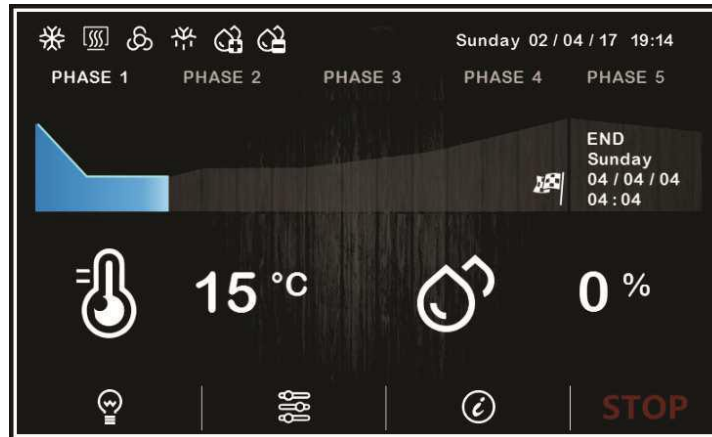 Sunday 02 / 04 / 17 19:14
PHASE 1 PHASE 2 PHASE 3 PHASE 4 PHASE 5
END
Sunday
04 / 04 / 04
04 : 04
15 °C 0 %
STOP